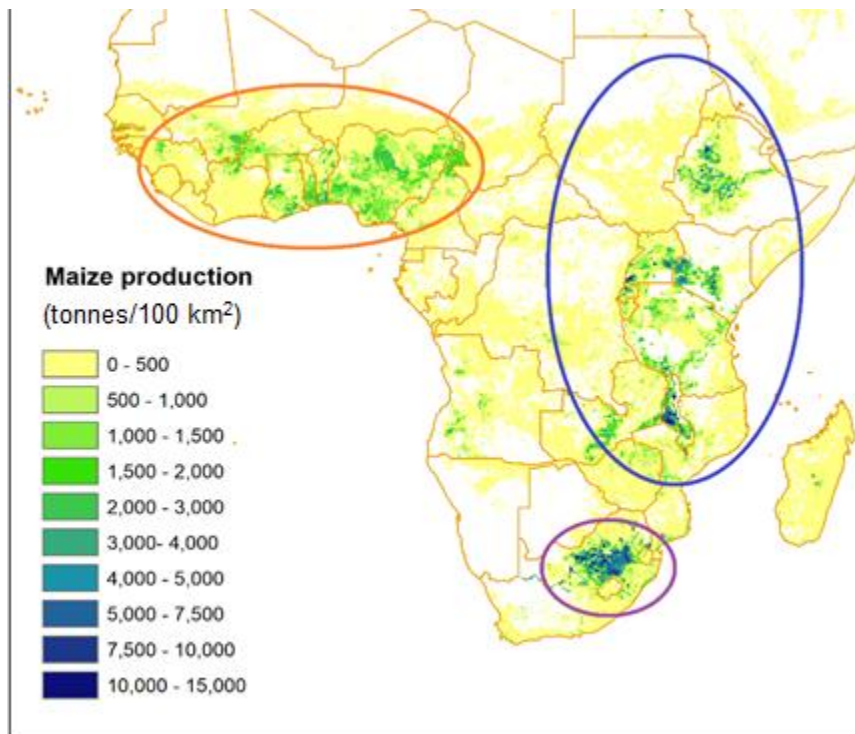 Maize production
(tonnes/100 km²)
0 - 500
500 - 1,000
1,000 - 1,500
1,500 - 2,000
2,000 - 3,000
3,000- 4,000
4,000 - 5,000
5,000 - 7,500
7,500 - 10,000
10,000 - 15,000